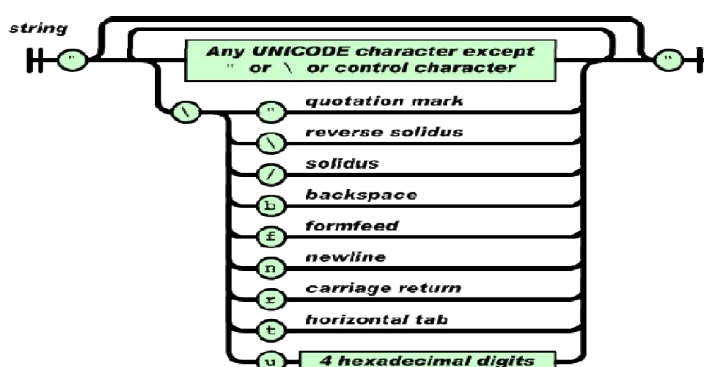 string
" Any UNICODE character except "
" or \ or control character
\ " quotation mark
\ reverse solidus
/ solidus
b backspace
f formfeed
n newline
r carriage return
t horizontal tab
u 4 hexadecimal digits